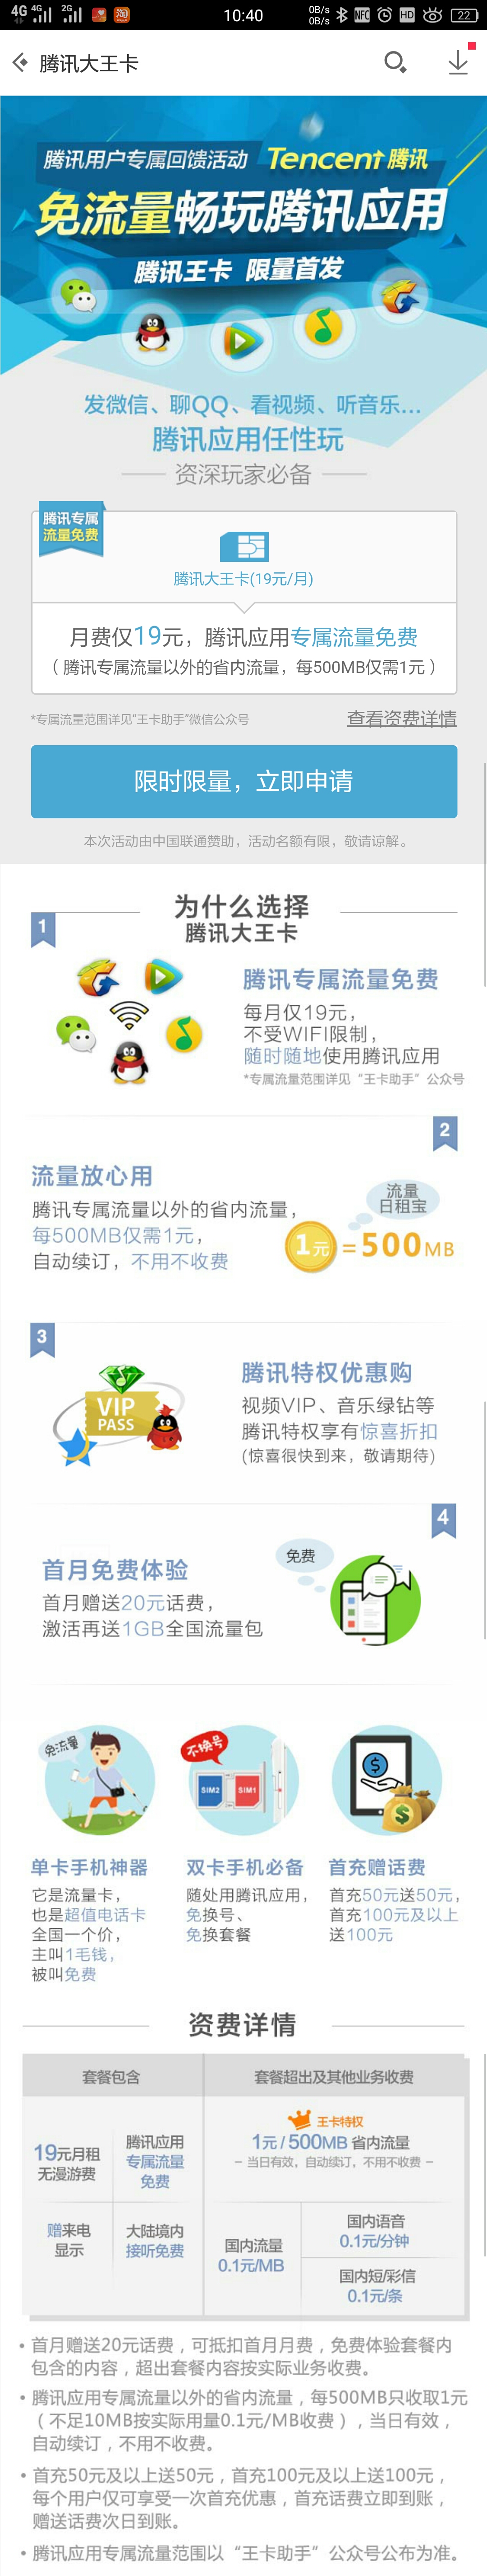 4G 4G 2G 淘 10:40 0B/s 0B/s NFC HD 22
腾讯大王卡
腾讯用户专属回馈活动 Tencent 腾讯
免流量畅玩腾讯应用
腾讯王卡 限量首发
发微信、聊QQ、看视频、听音乐...
腾讯应用任性玩
资深玩家必备
腾讯专属
流量免费
腾讯大王卡(19元/月)
月费仅19元，腾讯应用专属流量免费
（腾讯专属流量以外的省内流量，每500MB仅需1元）
*专属流量范围详见“王卡助手”微信公众号
查看资费详情
限时限量，立即申请
本次活动由中国联通赞助，活动名额有限，敬请谅解。
为什么选择
腾讯大王卡
1
腾讯专属流量免费
每月仅19元，
不受WIFI限制，
随时随地使用腾讯应用
*专属流量范围详见“王卡助手”公众号
2
流量放心用
腾讯专属流量以外的省内流量，
每500MB仅需1元，
自动续订，不用不收费
流量
日租宝
1元=500MB
3
VIP
PASS
腾讯特权优惠购
视频VIP、音乐绿钻等
腾讯特权享有惊喜折扣
(惊喜很快到来，敬请期待)
4
首月免费体验
首月赠送20元话费，
激活再送1GB全国流量包
免费
免流量
单卡手机神器
它是流量卡，
也是超值电话卡
全国一个价，
主叫1毛钱，
被叫免费
不换号
SIM2 SIM1
双卡手机必备
随处用腾讯应用，
免换号、
免换套餐
首充赠话费
首充50元送50元，
首充100元及以上
送100元
资费详情
套餐包含
套餐超出及其他业务收费
19元月租
无漫游费
腾讯应用
专属流量
免费
王卡特权
1元/500MB 省内流量
– 当日有效，自动续订，不用不收费 –
赠来电
显示
大陆境内
接听免费
国内流量
0.1元/MB
国内语音
0.1元/分钟
国内短/彩信
0.1元/条
• 首月赠送20元话费，可抵扣首月月费，免费体验套餐内
包含的内容，超出套餐内容按实际业务收费。
• 腾讯应用专属流量以外的省内流量，每500MB只收取1元
（不足10MB按实际用量0.1元/MB收费），当日有效，
自动续订，不用不收费。
• 首充50元及以上送50元，首充100元及以上送100元，
每个用户仅可享受一次首充优惠，首充话费立即到账，
赠送话费次日到账。
• 腾讯应用专属流量范围以“王卡助手”公众号公布为准。